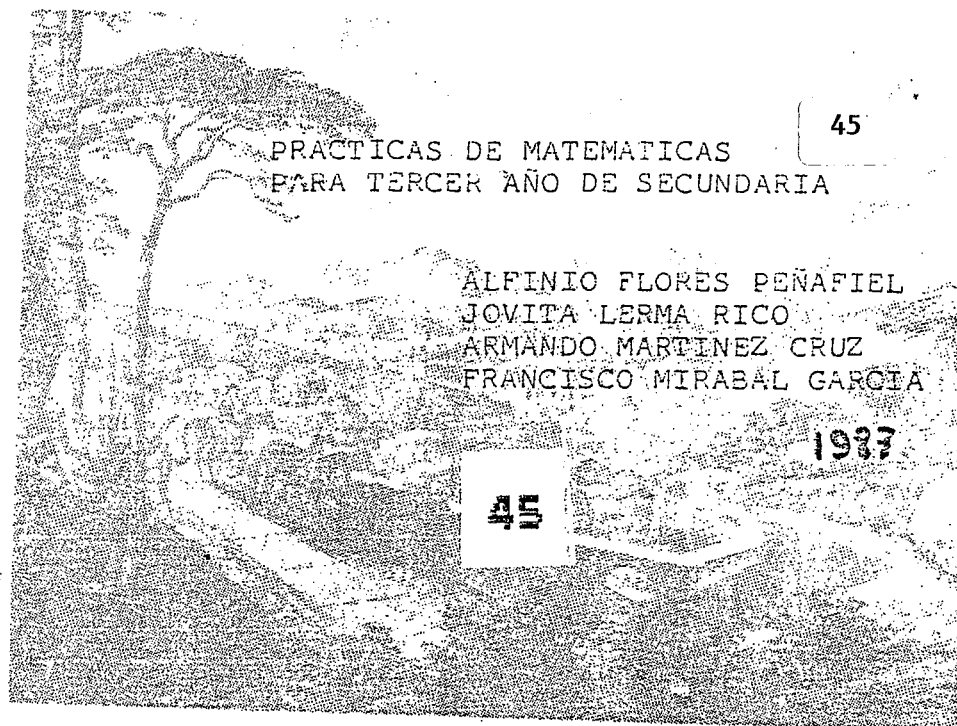 45
PRACTICAS DE MATEMATICAS
PARA TERCER AÑO DE SECUNDARIA
ALFINIO FLORES PEÑAFIEL
JOVITA LERMA RICO
ARMANDO MARTINEZ CRUZ
FRANCISCO MIRABAL GARCIA
45